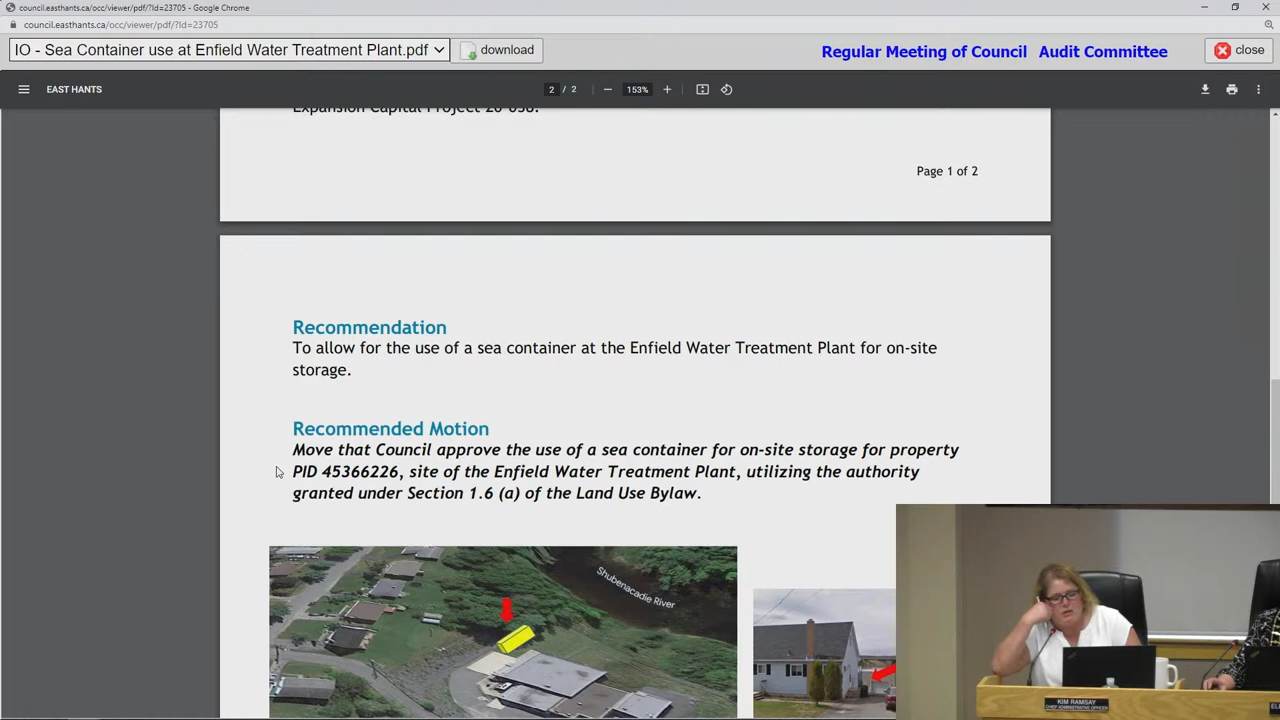 council.easthants.ca/occ/viewer/pdf/?Id=23705 - Google Chrome
council.easthants.ca/occ/viewer/pdf/?Id=23705
IO - Sea Container use at Enfield Water Treatment Plant.pdf
download
Regular Meeting of Council Audit Committee
close
EAST HANTS
2 / 2
153%
Expansion Capital Project 20-038.
Page 1 of 2
Recommendation
To allow for the use of a sea container at the Enfield Water Treatment Plant for on-site
storage.
Recommended Motion
Move that Council approve the use of a sea container for on-site storage for property
PID 45366226, site of the Enfield Water Treatment Plant, utilizing the authority
granted under Section 1.6 (a) of the Land Use Bylaw.
Shubenacadie River
KIM RAMSAY
CHIEF ADMINISTRATIVE OFFICER